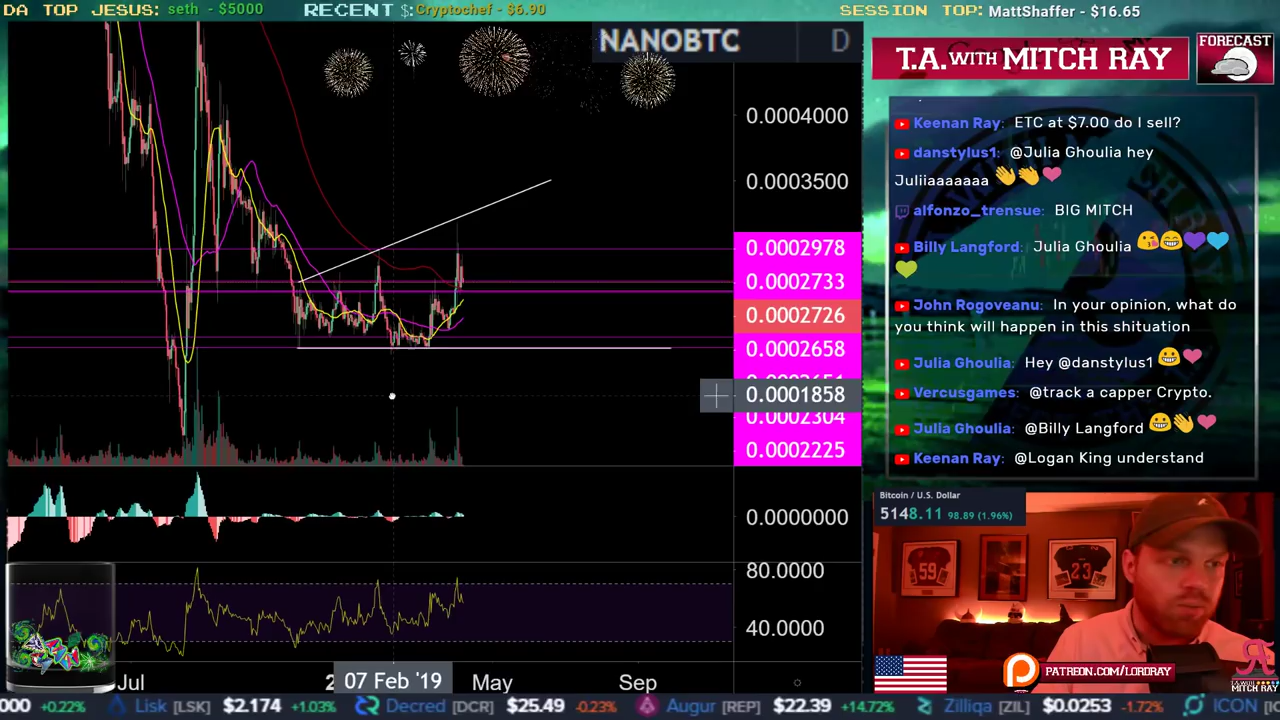 DA TOP JESUS: seth - $5000
RECENT $: Cryptochef - $6.90
SESSION TOP: MattShaffer - $16.65
NANOBTC D
T.A. WITH MITCH RAY
FORECAST
0.0004000
0.0003500
0.0002978
0.0002733
0.0002726
0.0002658
0.0001858
0.0002304
0.0002225
0.0000000
80.0000
40.0000
Jul
07 Feb '19
May
Sep
Keenan Ray: ETC at $7.00 do I sell?
danstylus1: @Julia Ghoulia hey
Juliiaaaaaaa
alfonzo_trensue: BIG MITCH
Billy Langford: Julia Ghoulia
John Rogoveanu: In your opinion, what do
you think will happen in this shituation
Julia Ghoulia: Hey @danstylus1
Vercusgames: @track a capper Crypto.
Julia Ghoulia: @Billy Langford
Keenan Ray: @Logan King understand
Bitcoin / U.S. Dollar
5148.11 98.89 (1.96%)
59
23
PATREON.COM/LORDRAY
T.A. WITH
MITCH RAY
000 +0.22% Lisk [LSK] $2.174 +1.03% Decred [DCR] $25.49 -0.23% Augur [REP] $22.39 +14.72% Zilliqa [ZIL] $0.0253 -1.72% ICON